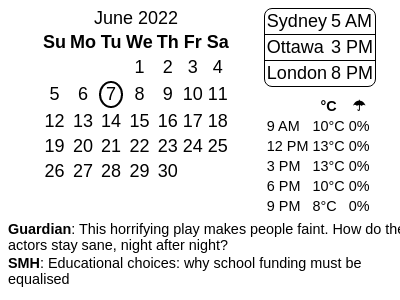 June 2022
Su Mo Tu We Th Fr Sa
1 2 3 4
5 6 7 8 9 10 11
12 13 14 15 16 17 18
19 20 21 22 23 24 25
26 27 28 29 30
Sydney 5 AM
Ottawa 3 PM
London 8 PM
°C ☂
9 AM 10°C 0%
12 PM 13°C 0%
3 PM 13°C 0%
6 PM 10°C 0%
9 PM 8°C 0%
Guardian: This horrifying play makes people faint. How do the
actors stay sane, night after night?
SMH: Educational choices: why school funding must be
equalised